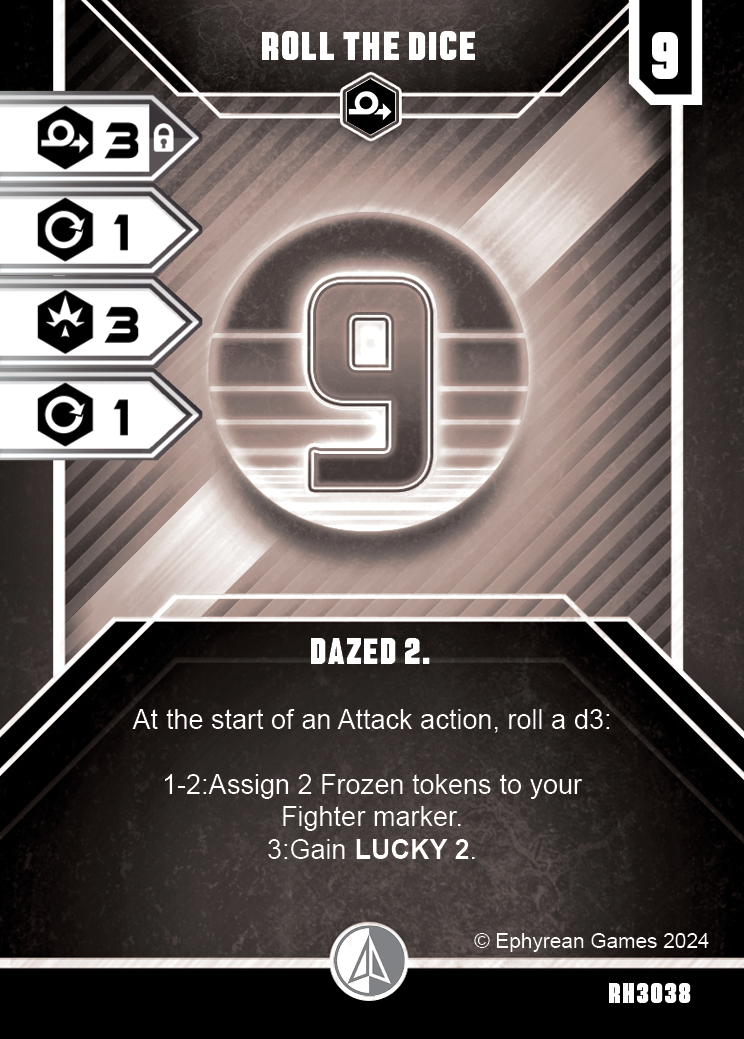 ROLL THE DICE
9
3
1
3
1
9
DAZED 2.
At the start of an Attack action, roll a d3:
1-2:Assign 2 Frozen tokens to your
Fighter marker.
3:Gain LUCKY 2.
© Ephyrean Games 2024
RH3038